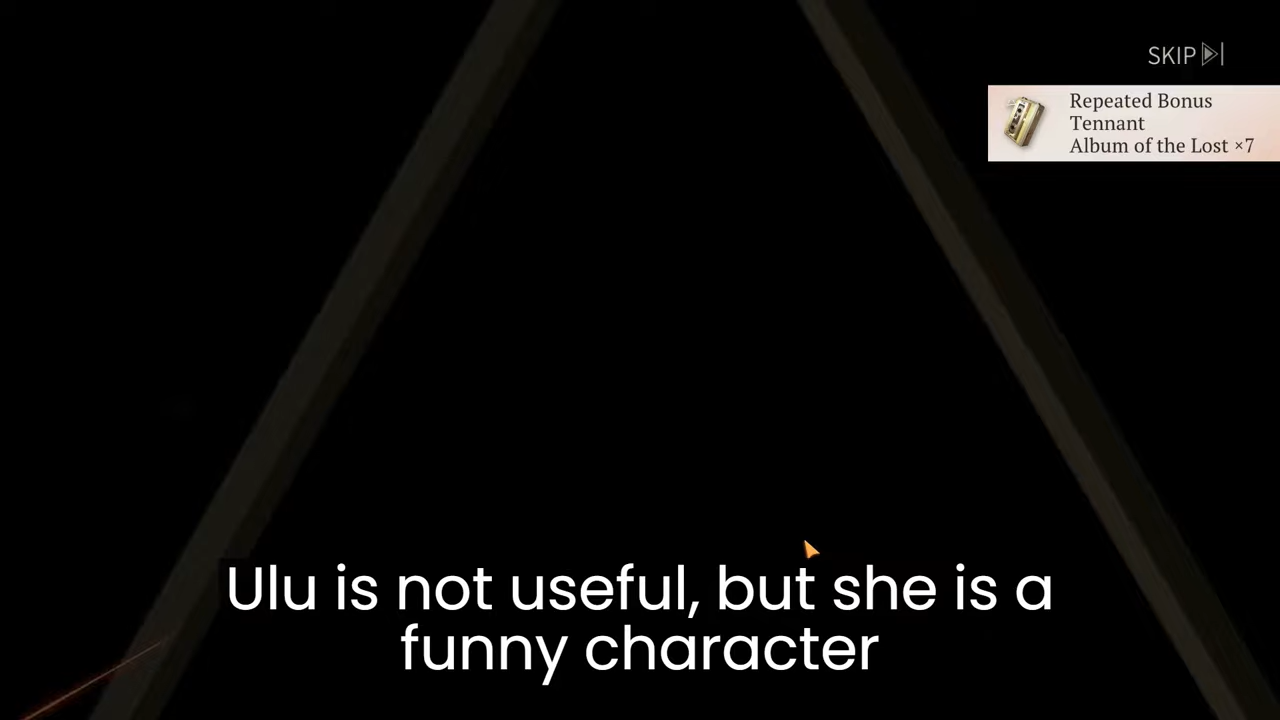 SKIP
Repeated Bonus
Tennant
Album of the Lost ×7
Ulu is not useful, but she is a
funny character